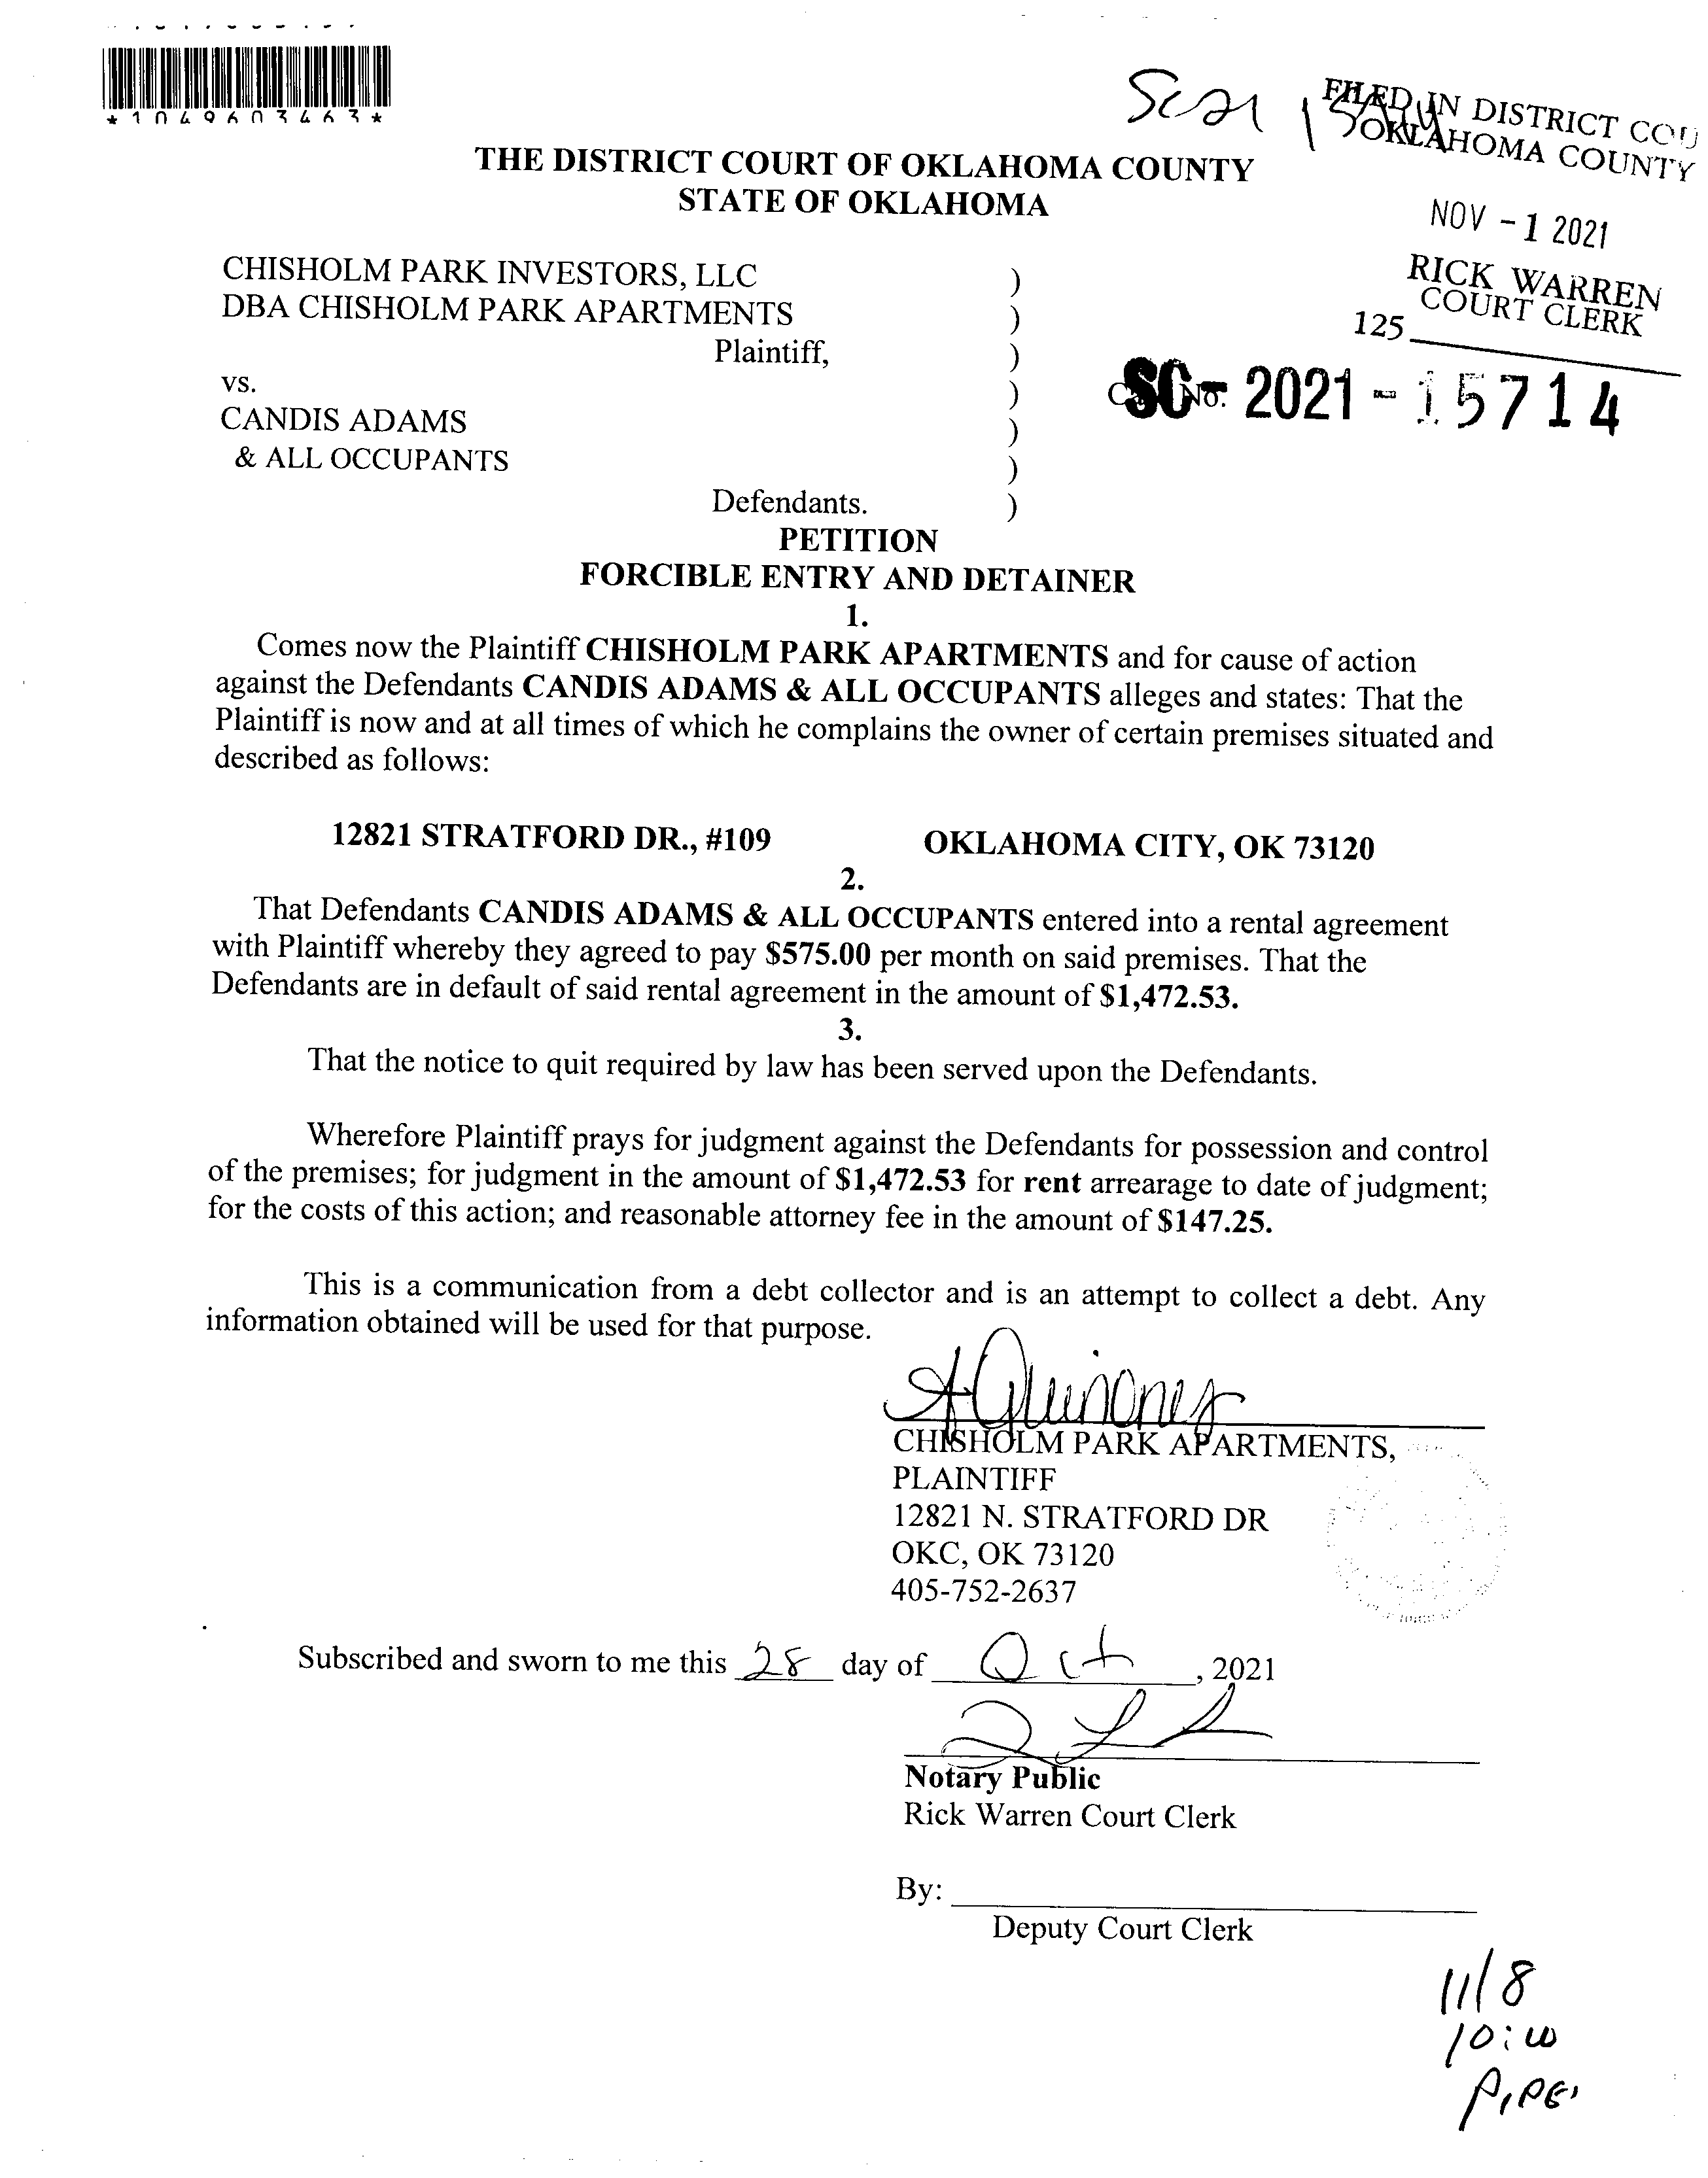 *1049603463*
FILED IN DISTRICT COU
OKLAHOMA COUNTY
THE DISTRICT COURT OF OKLAHOMA COUNTY
STATE OF OKLAHOMA
NOV -1 2021
RICK WARREN
COURT CLERK
125
CHISHOLM PARK INVESTORS, LLC )
DBA CHISHOLM PARK APARTMENTS )
Plaintiff, )
vs. )
SC- 2021 - 15714
CANDIS ADAMS )
& ALL OCCUPANTS )
Defendants. )
PETITION
FORCIBLE ENTRY AND DETAINER
1.
Comes now the Plaintiff CHISHOLM PARK APARTMENTS and for cause of action
against the Defendants CANDIS ADAMS & ALL OCCUPANTS alleges and states: That the
Plaintiff is now and at all times of which he complains the owner of certain premises situated and
described as follows:
12821 STRATFORD DR., #109 OKLAHOMA CITY, OK 73120
2.
That Defendants CANDIS ADAMS & ALL OCCUPANTS entered into a rental agreement
with Plaintiff whereby they agreed to pay $575.00 per month on said premises. That the
Defendants are in default of said rental agreement in the amount of $1,472.53.
3.
That the notice to quit required by law has been served upon the Defendants.
Wherefore Plaintiff prays for judgment against the Defendants for possession and control
of the premises; for judgment in the amount of $1,472.53 for rent arrearage to date of judgment;
for the costs of this action; and reasonable attorney fee in the amount of $147.25.
This is a communication from a debt collector and is an attempt to collect a debt. Any
information obtained will be used for that purpose.
A Quinones
CHISHOLM PARK APARTMENTS,
PLAINTIFF
12821 N. STRATFORD DR
OKC, OK 73120
405-752-2637
Subscribed and sworn to me this 28 day of Oct, 2021
Notary Public
Rick Warren Court Clerk
By:
Deputy Court Clerk
11/8
10:00